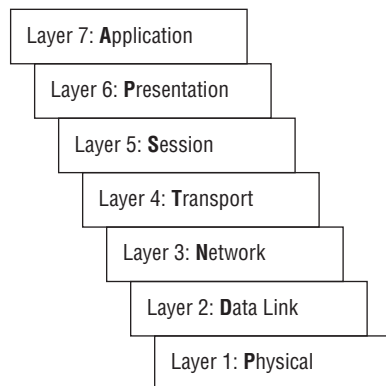 Layer 7: Application
Layer 6: Presentation
Layer 5: Session
Layer 4: Transport
Layer 3: Network
Layer 2: Data Link
Layer 1: Physical